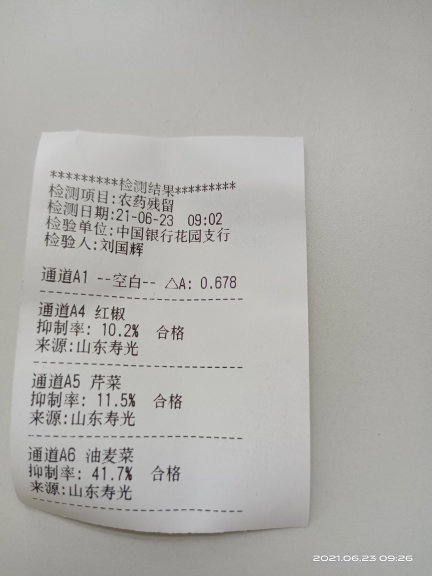 *********检测结果*********
检测项目:农药残留
检测日期:21-06-23 09:02
检验单位:中国银行花园支行
检验人:刘国辉
通道A1 --空白-- △A: 0.678
通道A4 红椒
抑制率: 10.2% 合格
来源:山东寿光
通道A5 芹菜
抑制率: 11.5% 合格
来源:山东寿光
通道A6 油麦菜
抑制率: 41.7% 合格
来源:山东寿光
2021.06.23 09:26